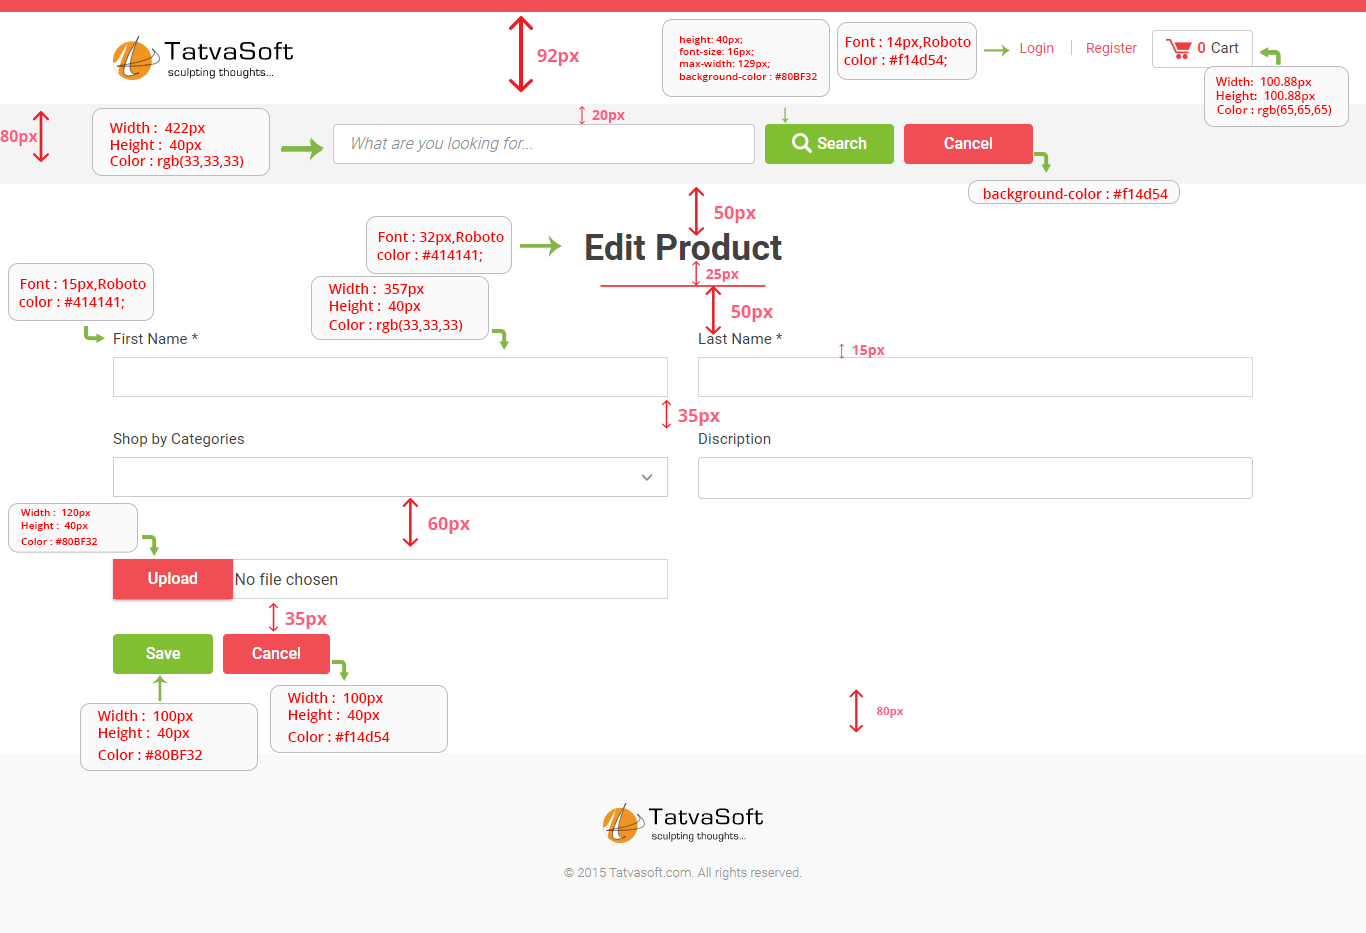 TatvaSoft
sculpting thoughts...
92px
height: 40px;
font-size: 16px;
max-width: 129px;
background-color : #80BF32
Font : 14px,Roboto
color : #f14d54;
Login
Register
0 Cart
Width: 100.88px
Height: 100.88px
Color : rgb(65,65,65)
80px
Width : 422px
Height : 40px
Color : rgb(33,33,33)
20px
What are you looking for...
Search
Cancel
background-color : #f14d54
50px
Font : 32px,Roboto
color : #414141;
Edit Product
25px
Font : 15px,Roboto
color : #414141;
Width : 357px
Height : 40px
Color : rgb(33,33,33)
50px
First Name *
Last Name *
15px
35px
Shop by Categories
Discription
Width : 120px
Height : 40px
Color : #80BF32
60px
Upload
No file chosen
35px
Save
Cancel
Width : 100px
Height : 40px
Color : #80BF32
Width : 100px
Height : 40px
Color : #f14d54
80px
TatvaSoft
sculpting thoughts...
© 2015 Tatvasoft.com. All rights reserved.